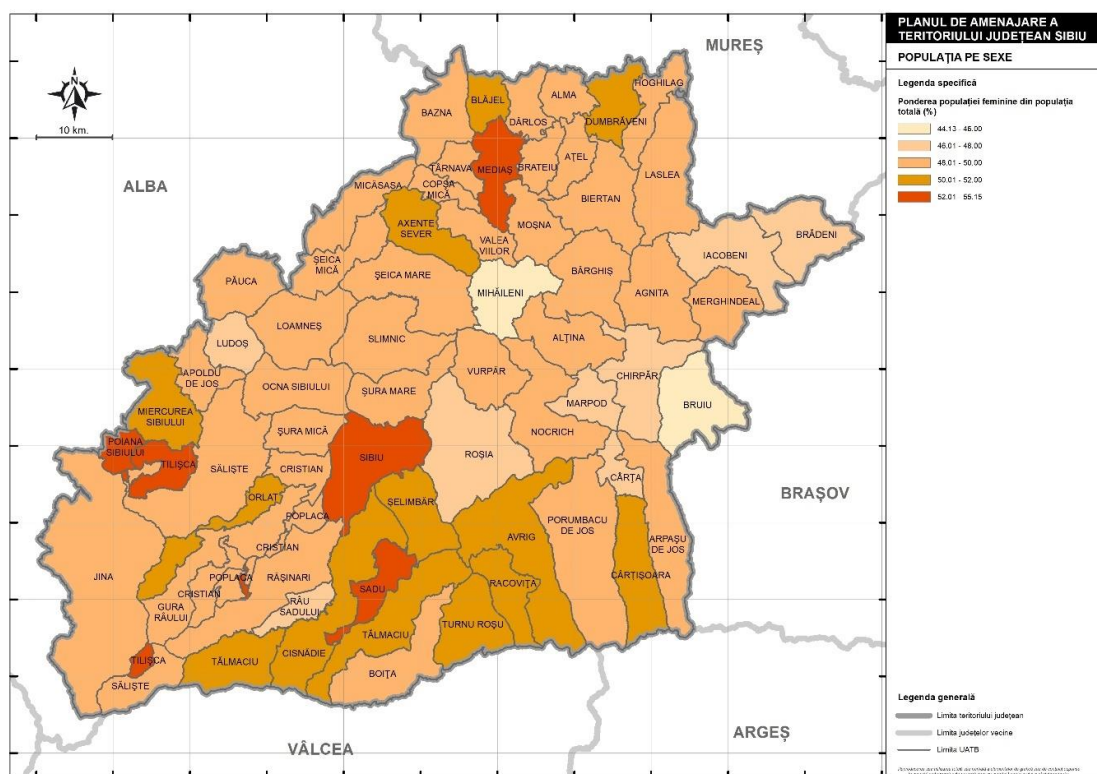 PLANUL DE AMENAJARE A
TERITORIULUI JUDEȚEAN SIBIU
POPULAȚIA PE SEXE
Legenda specifică
Ponderea populației feminine din populația
totală (%)
44.13 - 46.00
46.01 - 48.00
48.01 - 50.00
50.01 - 52.00
52.01 - 55.15
N
10 km.
MUREȘ
ALBA
BRAȘOV
ARGEȘ
VÂLCEA
HOGHILAG
BAZNA
BLĂJEL
ALMA
DÂRLOS
DUMBRĂVENI
TÂRNAVA
MEDIAȘ
BRATEIU
AȚEL
LASLEA
MICĂSASA
COPȘA
MICĂ
BIERTAN
AXENTE
SEVER
MOȘNA
VALEA
VIILOR
BRĂDENI
IACOBENI
ȘEICA
MICĂ
ȘEICA MARE
BÂRGHIȘ
PĂUCA
MIHĂILENI
AGNITA
MERGHINDEAL
LOAMNEȘ
SLIMNIC
ALȚINA
LUDOȘ
APOLDU
DE JOS
OCNA SIBIULUI
ȘURA MARE
VURPĂR
CHIRPĂR
MARPOD
BRUIU
MIERCUREA
SIBIULUI
ȘURA MICĂ
NOCRICH
POIANA
SIBIULUI
TILIȘCA
SĂLIȘTE
CRISTIAN
SIBIU
ROȘIA
CÂRȚA
ORLAT
POPLACA
ȘELIMBĂR
AVRIG
PORUMBACU
DE JOS
ARPAȘU
DE JOS
CRISTIAN
JINA
POPLACA
RĂȘINARI
CRISTIAN
SADU
RACOVIȚA
CÂRȚIȘOARA
GURA
RÂULUI
RÂU
SADULUI
TURNU ROȘU
TĂLMACIU
TILIȘCA
TĂLMACIU
CISNĂDIE
BOIȚA
SĂLIȘTE
Legenda generală
Limita teritoriului județean
Limita județelor vecine
Limita UATB